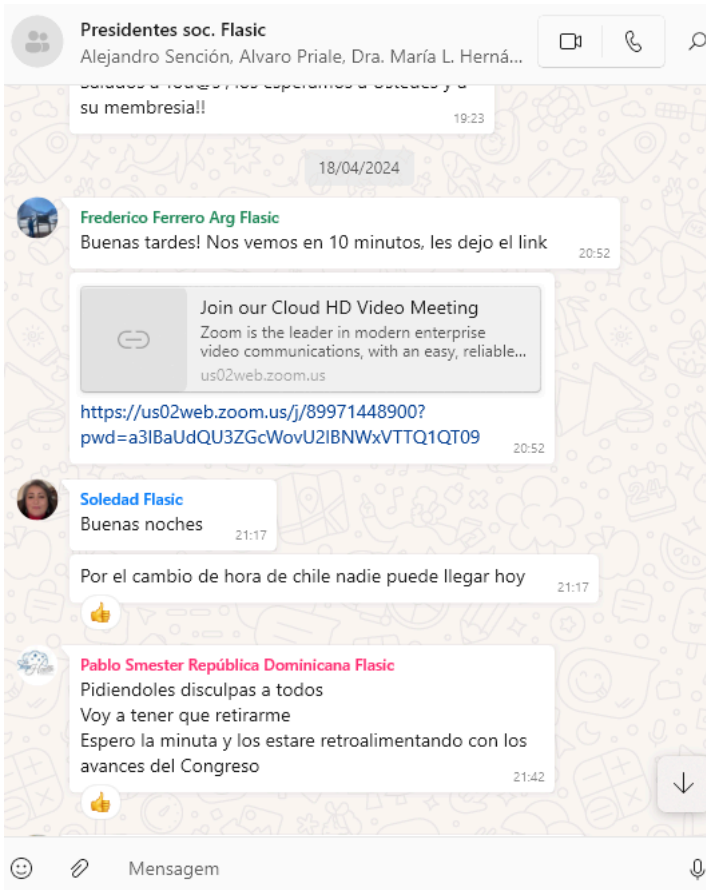 Presidentes soc. Flasic
Alejandro Sención, Alvaro Priale, Dra. María L. Herná...
su membresia!!
19:23
18/04/2024
Frederico Ferrero Arg Flasic
Buenas tardes! Nos vemos en 10 minutos, les dejo el link
20:52
Join our Cloud HD Video Meeting
Zoom is the leader in modern enterprise
video communications, with an easy, reliable...
us02web.zoom.us
https://us02web.zoom.us/j/89971448900?
pwd=a3lBaUdQU3ZGcWovU2lBNWxVTTQ1QT09
20:52
Soledad Flasic
Buenas noches
21:17
Por el cambio de hora de chile nadie puede llegar hoy
21:17
Pablo Smester República Dominicana Flasic
Pidiendoles disculpas a todos
Voy a tener que retirarme
Espero la minuta y los estare retroalimentando con los
avances del Congreso
21:42
Mensagem